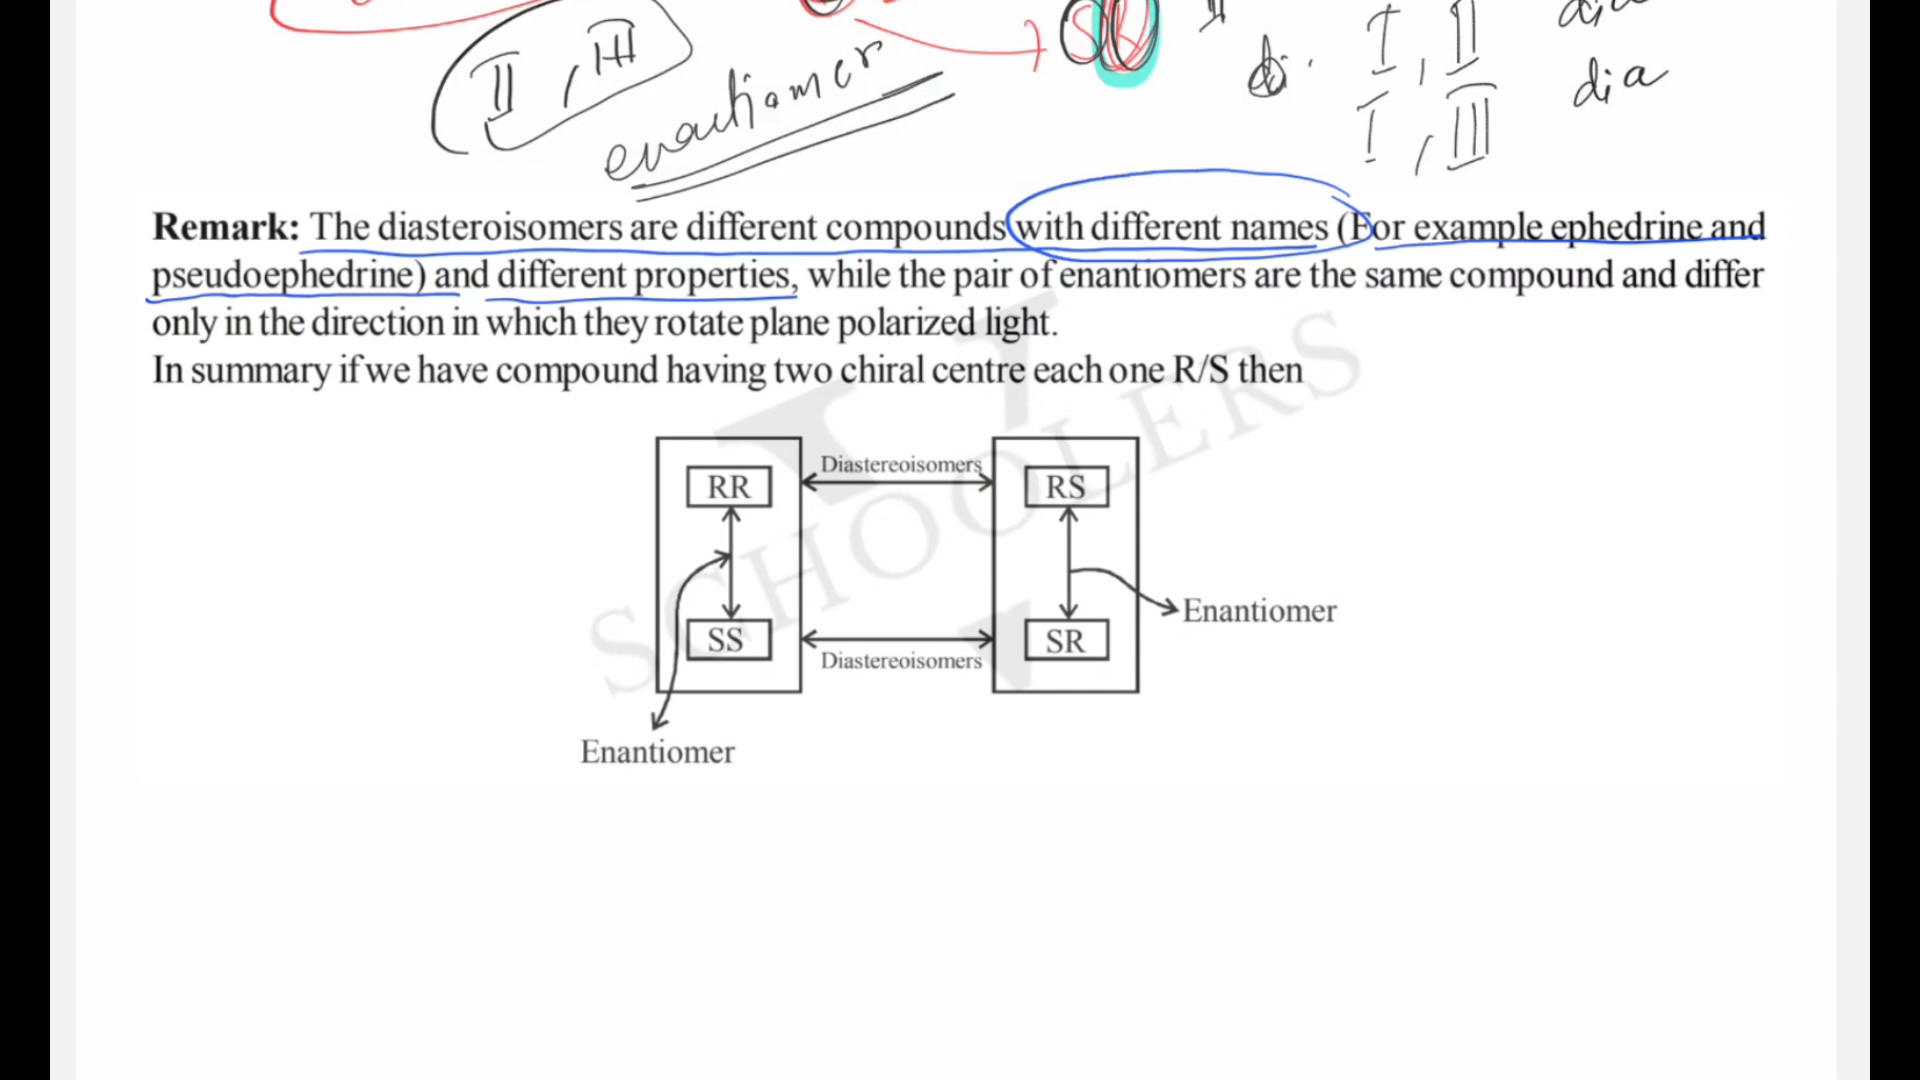 SR II
II , III I , II dia
enantiomer I , III dia
Remark: The diasteroisomers are different compounds with different names (For example ephedrine and
pseudoephedrine) and different properties, while the pair of enantiomers are the same compound and differ
only in the direction in which they rotate plane polarized light.
In summary if we have compound having two chiral centre each one R/S then
Diastereoisomers
RR RS
Enantiomer
SS SR
Diastereoisomers
Enantiomer
SCHOOLERS